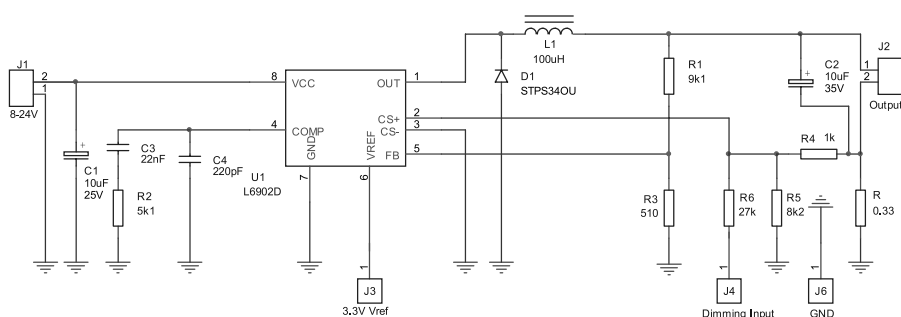 J1
2
1
8-24V
+
C1
10uF
25V
C3
22nF
R2
5k1
C4
220pF
U1
L6902D
8
VCC
4
COMP
GND
7
VREF
6
OUT
1
CS+
2
CS-
3
FB
5
1
J3
3.3V Vref
D1
STPS34OU
L1
100uH
R1
9k1
R3
510
R6
27k
R5
8k2
R4
1k
+
C2
10uF
35V
J2
1
2
Output
R
0.33
1
J4
Dimming Input
1
J6
GND